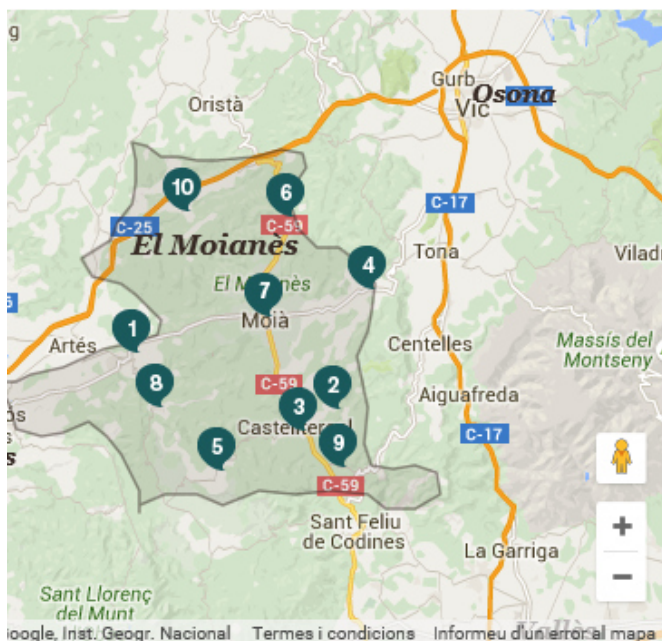 g
Gurb
Oristà
Vic
Osona
10
6
C-59
C-17
C-25
El Moianès
Tona
4
Viladr
El Moianès
7
Moià
1
Artés
Centelles
Massís del
Montseny
8
C-59
2
Aiguafreda
3
Castellterçol
C-17
5
9
s
C-59
Sant Feliu
de Codines
+
La Garriga
−
Sant Llorenç
del Munt
Vallès
oogle, Inst. Geogr. Nacional Termes i condicions Informeu d'un error al mapa